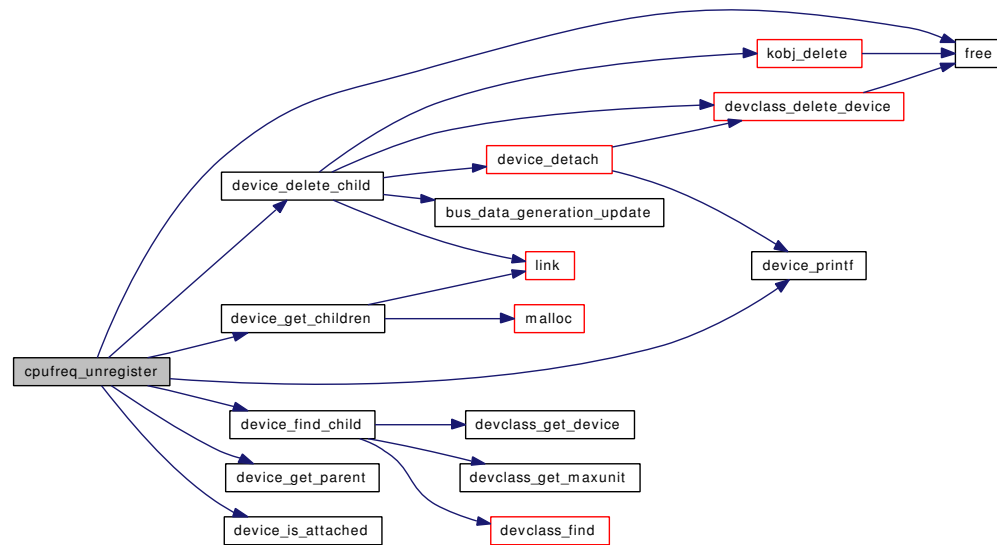 kobj_delete
free
devclass_delete_device
device_detach
device_delete_child
bus_data_generation_update
link
device_printf
device_get_children
malloc
cpufreq_unregister
device_find_child
devclass_get_device
device_get_parent
devclass_get_maxunit
device_is_attached
devclass_find